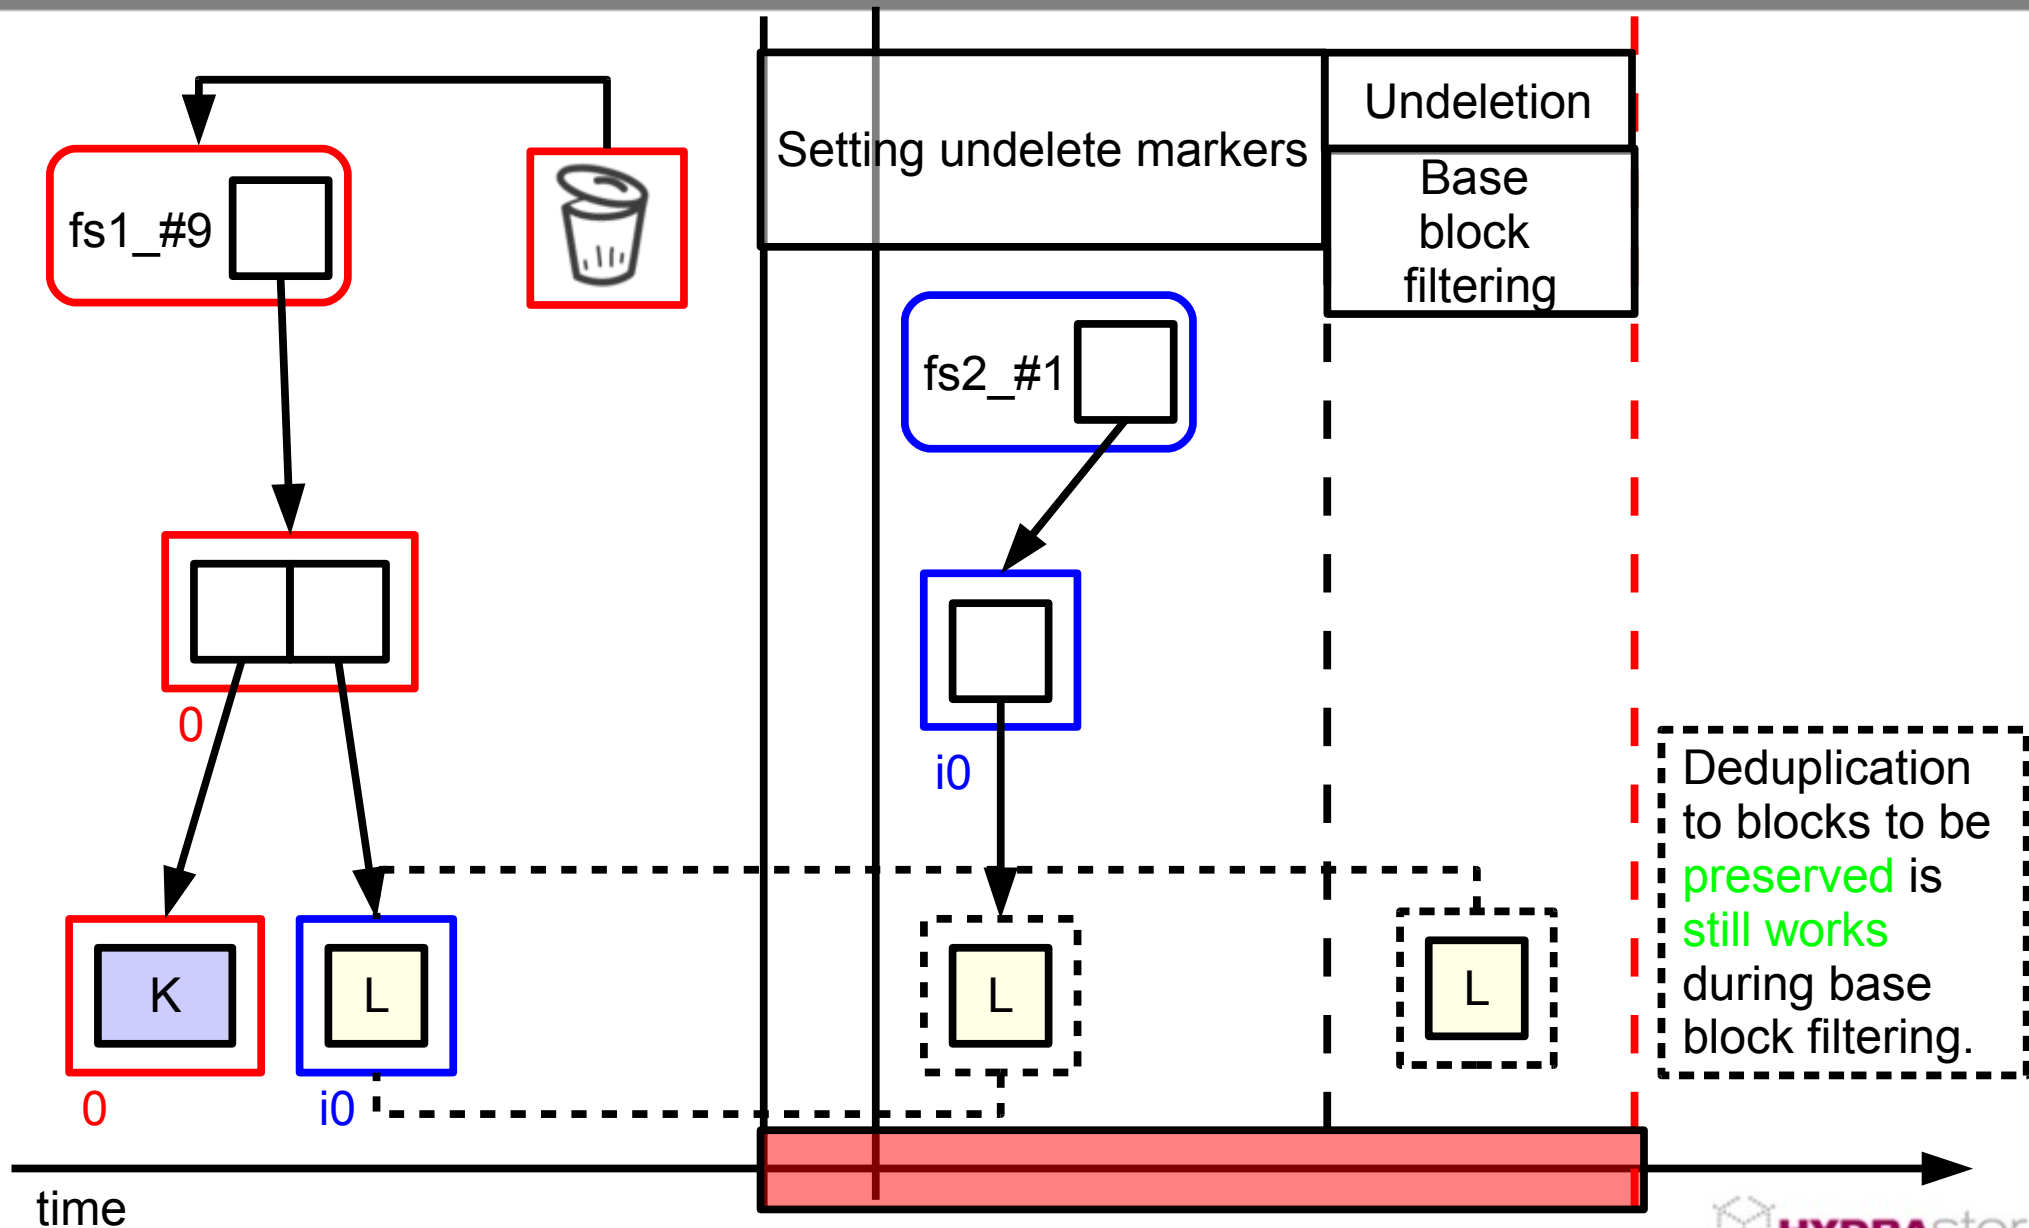 Setting undelete markers
Undeletion
Base
block
filtering
fs1_#9
fs2_#1
0
i0
Deduplication
to blocks to be
preserved is
still works
during base
block filtering.
K
L
L
L
0
i0
time